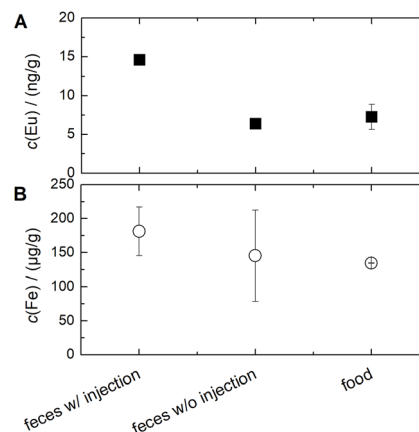 A
20
15
10
5
0
c(Eu) / (ng/g)
B
250
200
150
100
50
0
c(Fe) / (µg/g)
feces w/ injection
feces w/o injection
food